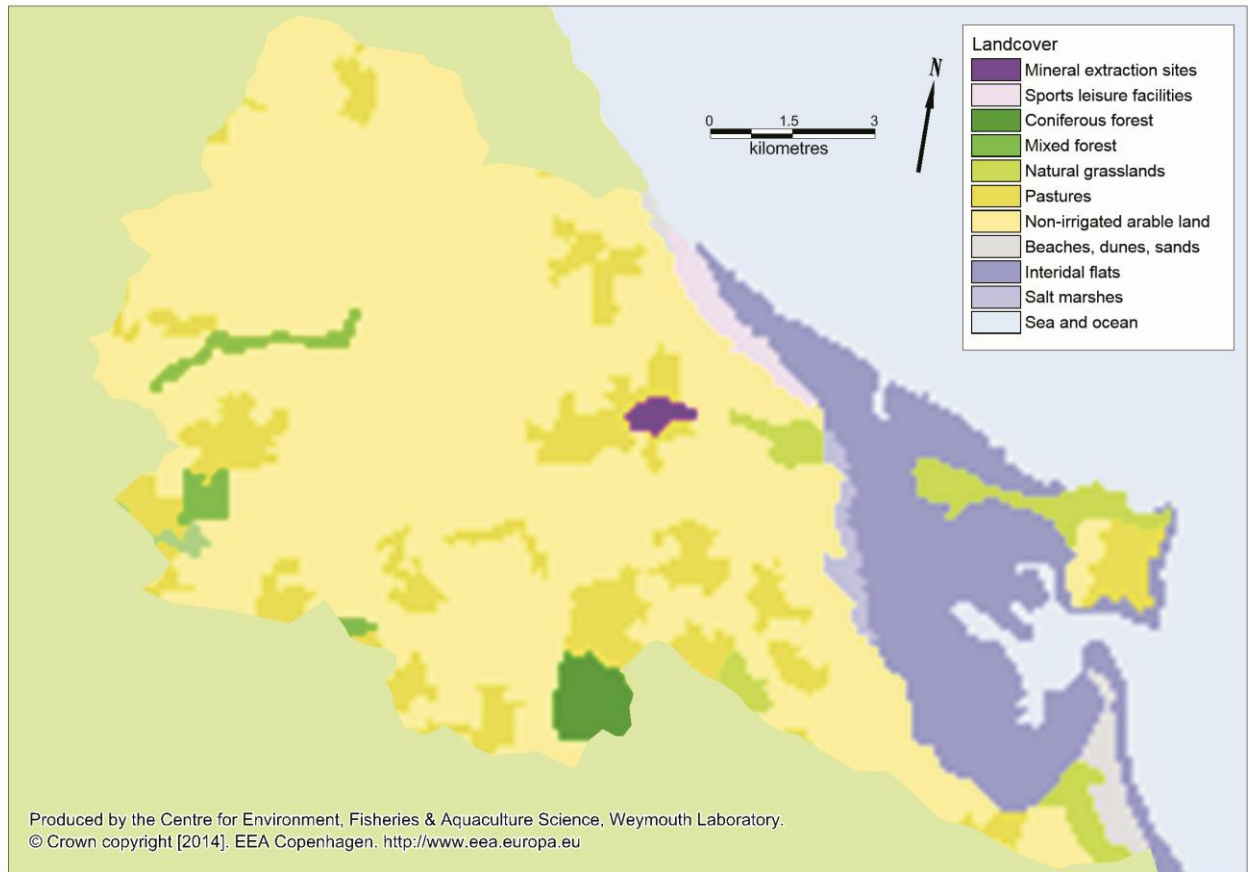 Landcover
Mineral extraction sites
Sports leisure facilities
Coniferous forest
Mixed forest
Natural grasslands
Pastures
Non-irrigated arable land
Beaches, dunes, sands
Interidal flats
Salt marshes
Sea and ocean
N
0 1.5 3
kilometres
Produced by the Centre for Environment, Fisheries & Aquaculture Science, Weymouth Laboratory.
© Crown copyright [2014]. EEA Copenhagen. http://www.eea.europa.eu